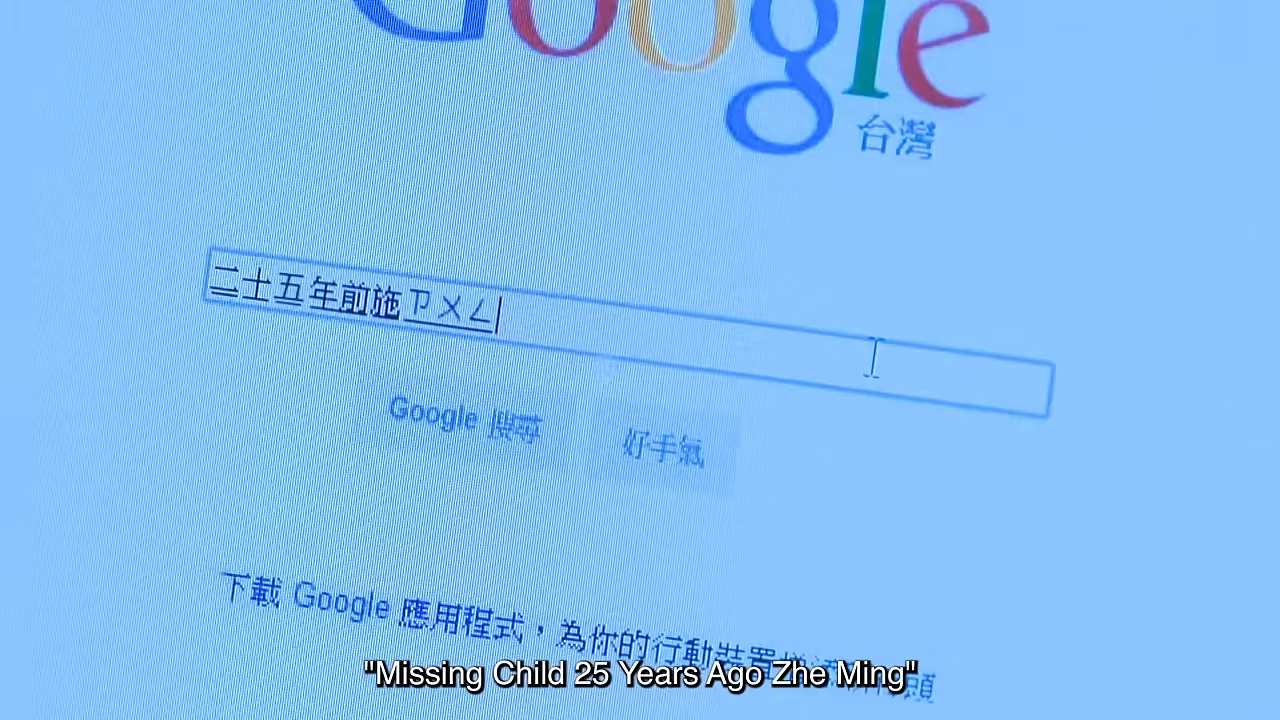 Google
台灣
二十五年前施ㄗㄨㄥ
Google 搜尋
好手氣
下載 Google 應用程式,為你的行動裝置
"Missing Child 25 Years Ago Zhe Ming"